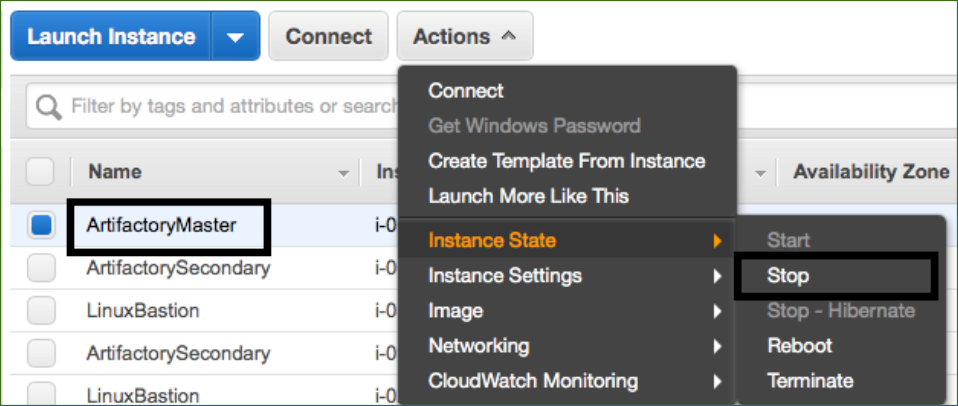 Launch Instance
Connect
Actions
Filter by tags and attributes or search
Connect
Get Windows Password
Create Template From Instance
Launch More Like This
Instance State
Instance Settings
Image
Networking
CloudWatch Monitoring
Start
Stop
Stop - Hibernate
Reboot
Terminate
Name
Ins
Availability Zone
ArtifactoryMaster
i-0
ArtifactorySecondary
i-0
LinuxBastion
i-0
ArtifactorySecondary
i-0
LinuxBastion
i-0